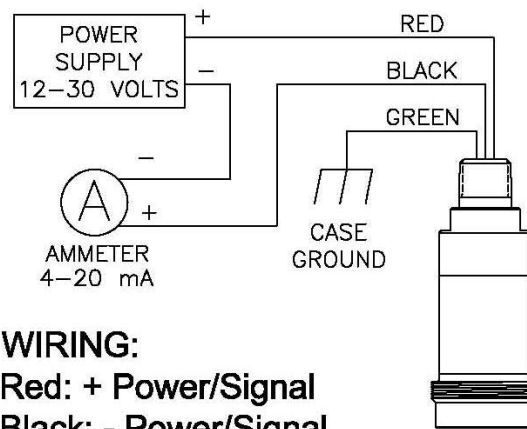 +
RED
POWER
SUPPLY
12–30 VOLTS
–
BLACK
GREEN
–
A
+
AMMETER
4–20 mA
CASE
GROUND
WIRING:
Red: + Power/Signal
Black: - Power/Signal